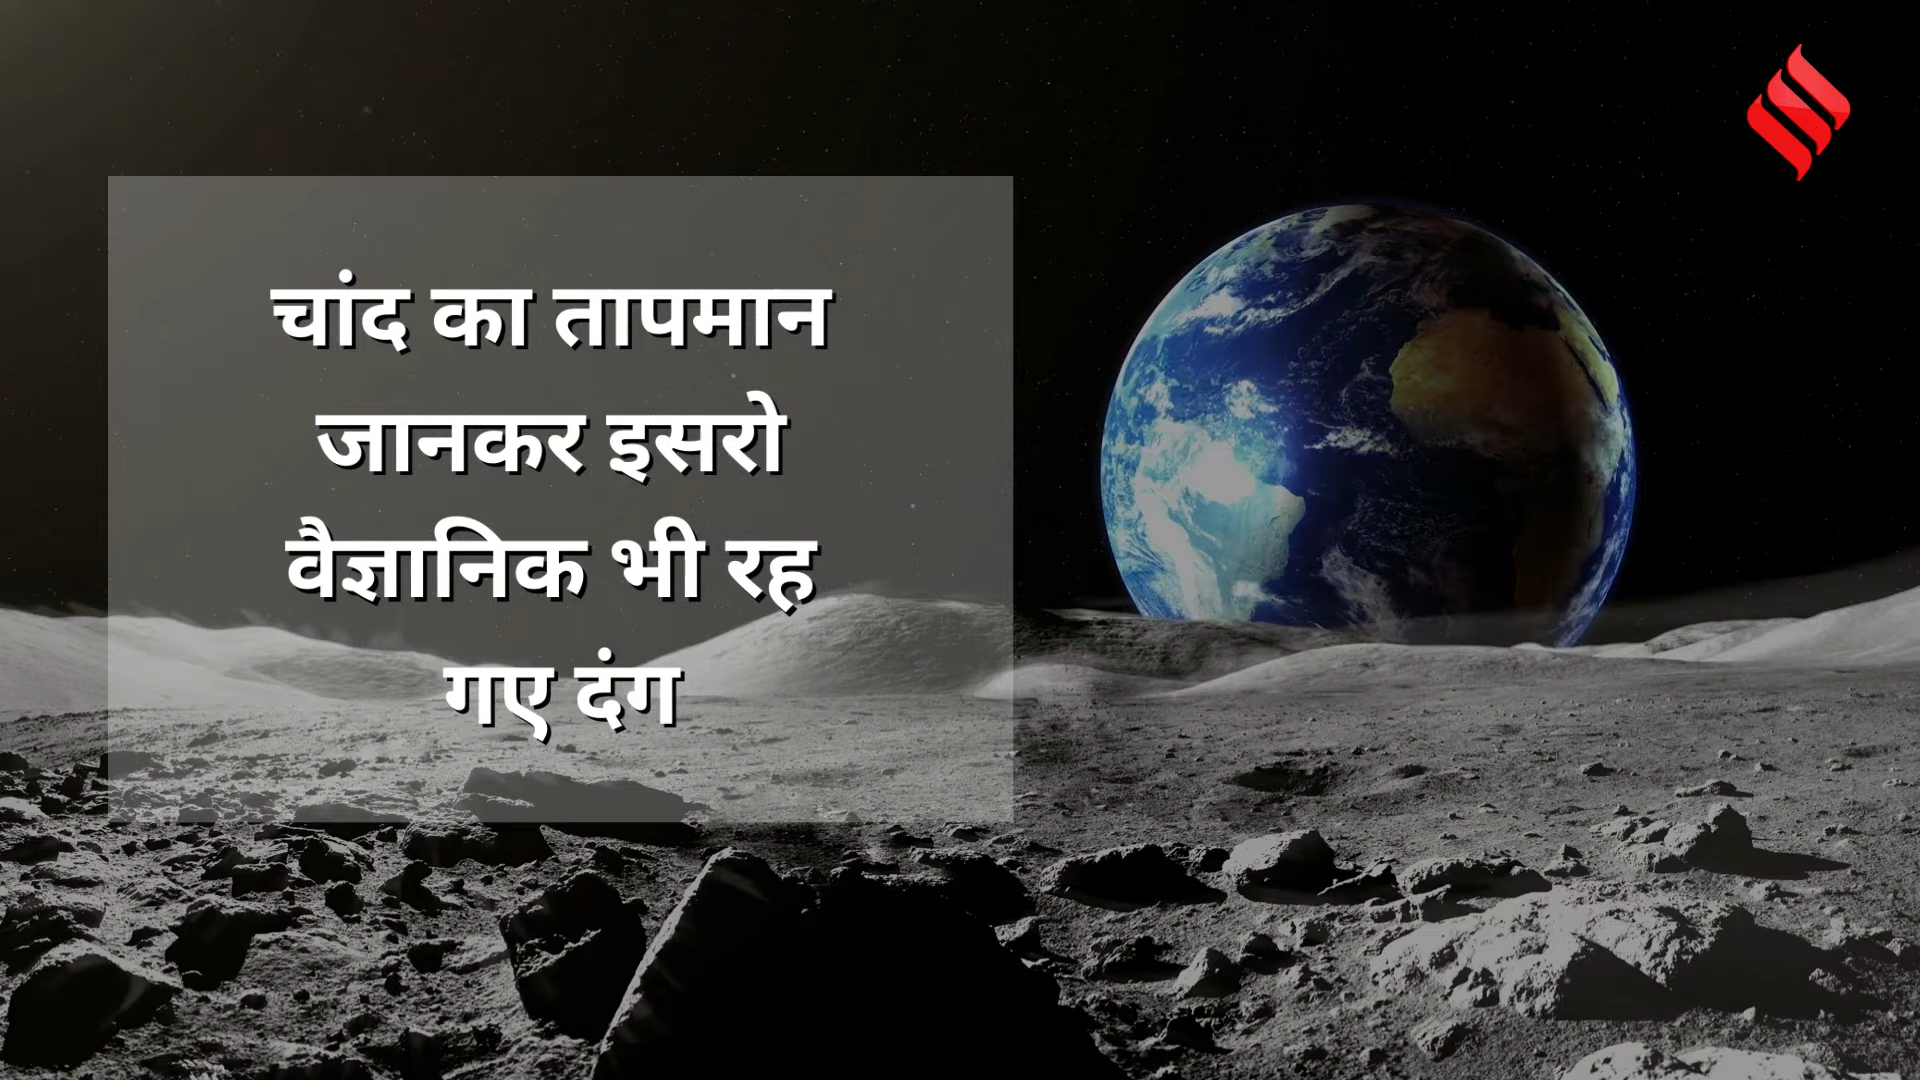 चांद का तापमान
जानकर इसरो
वैज्ञानिक भी रह
गए दंग